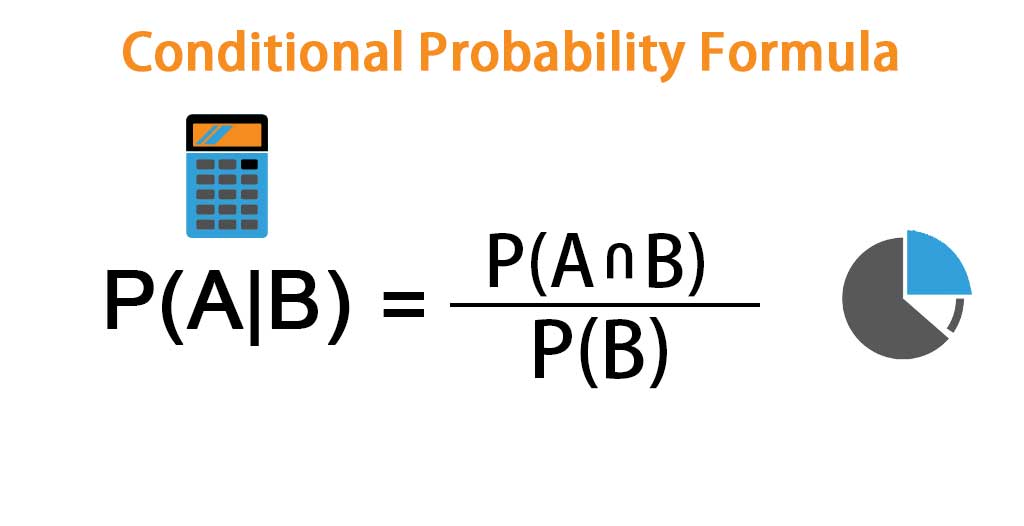 Conditional Probability Formula
P(A|B) = P(A∩B)
P(B)